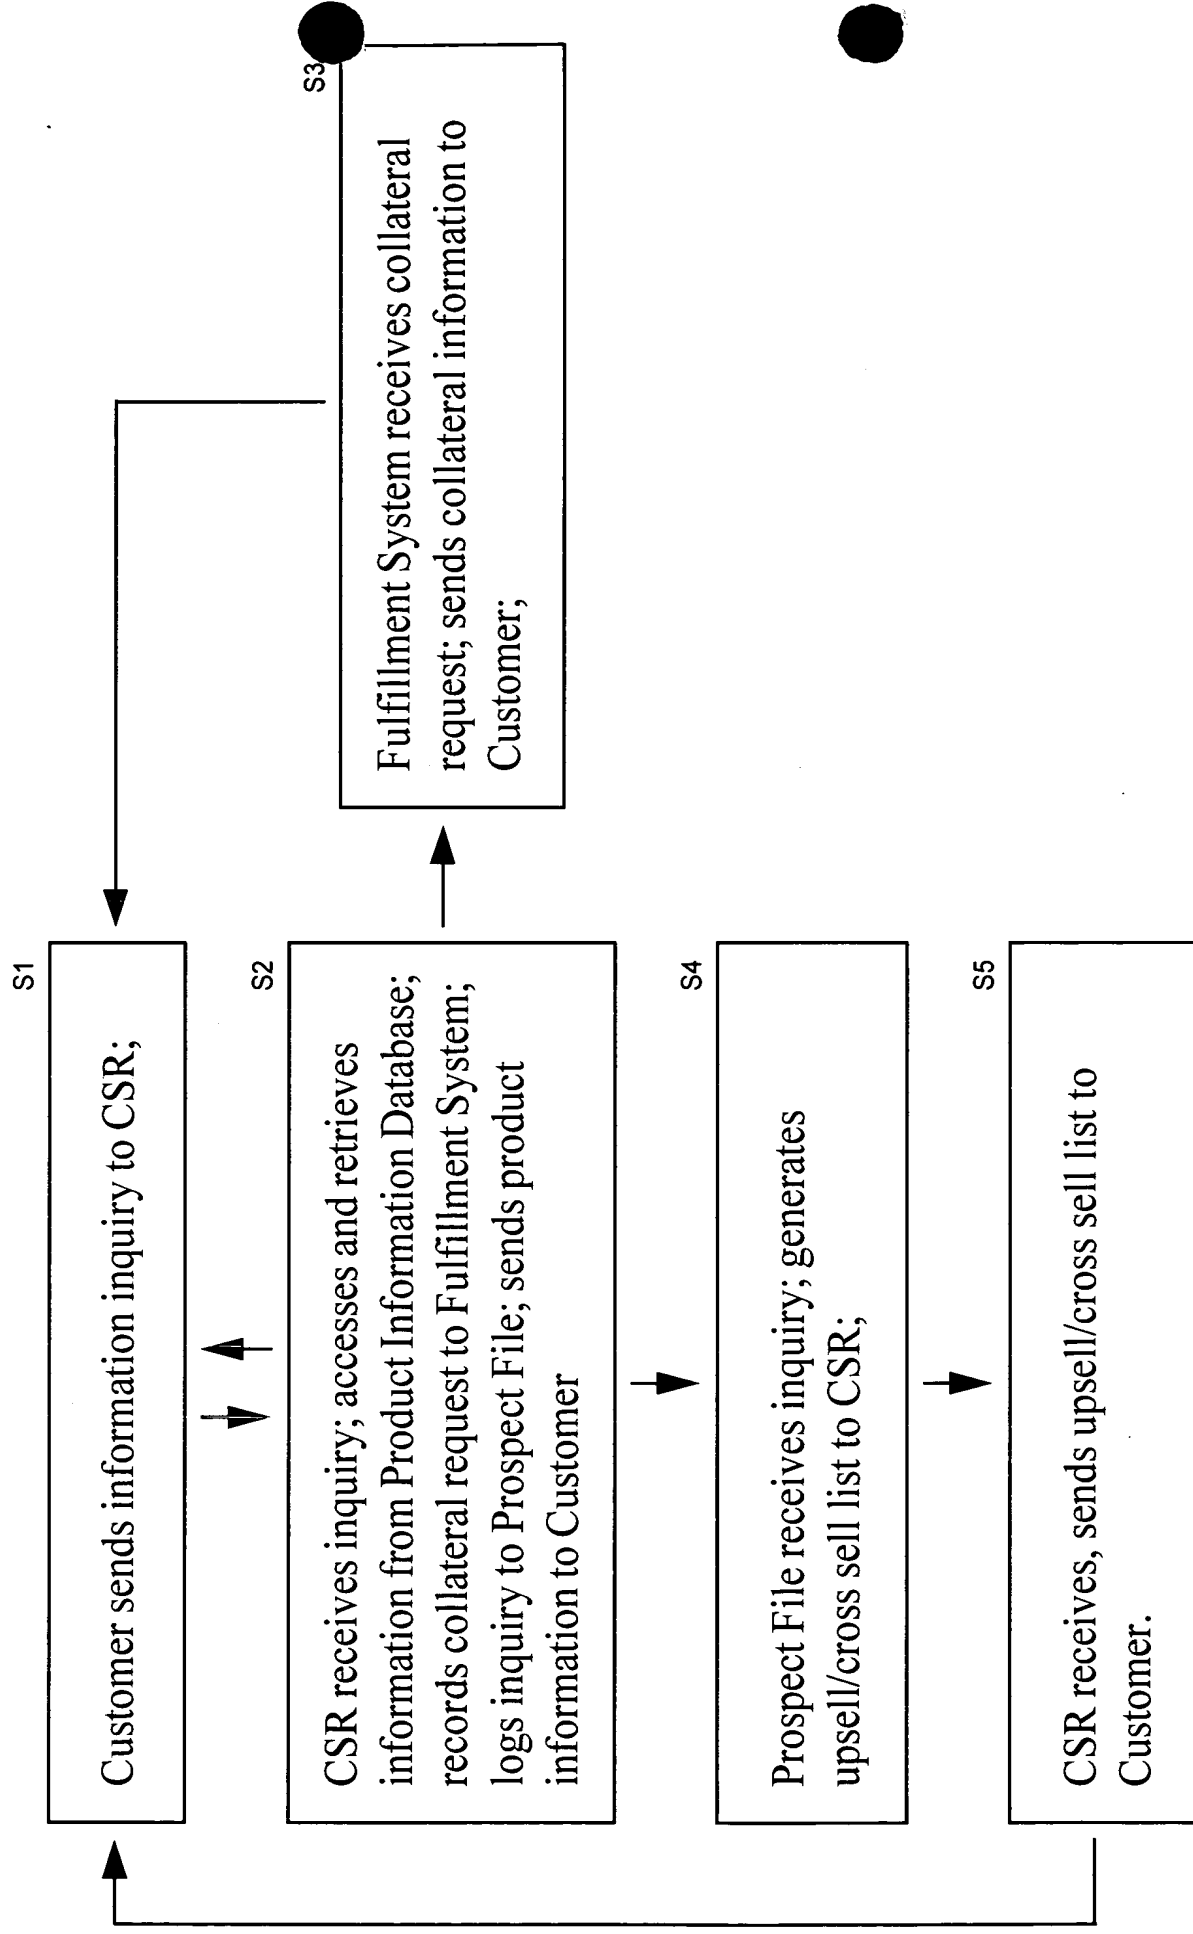 S1
Customer sends information inquiry to CSR;
S2
CSR receives inquiry; accesses and retrieves
information from Product Information Database;
records collateral request to Fulfillment System;
logs inquiry to Prospect File; sends product
information to Customer
S3
Fulfillment System receives collateral
request; sends collateral information to
Customer;
S4
Prospect File receives inquiry; generates
upsell/cross sell list to CSR;
S5
CSR receives, sends upsell/cross sell list to
Customer.